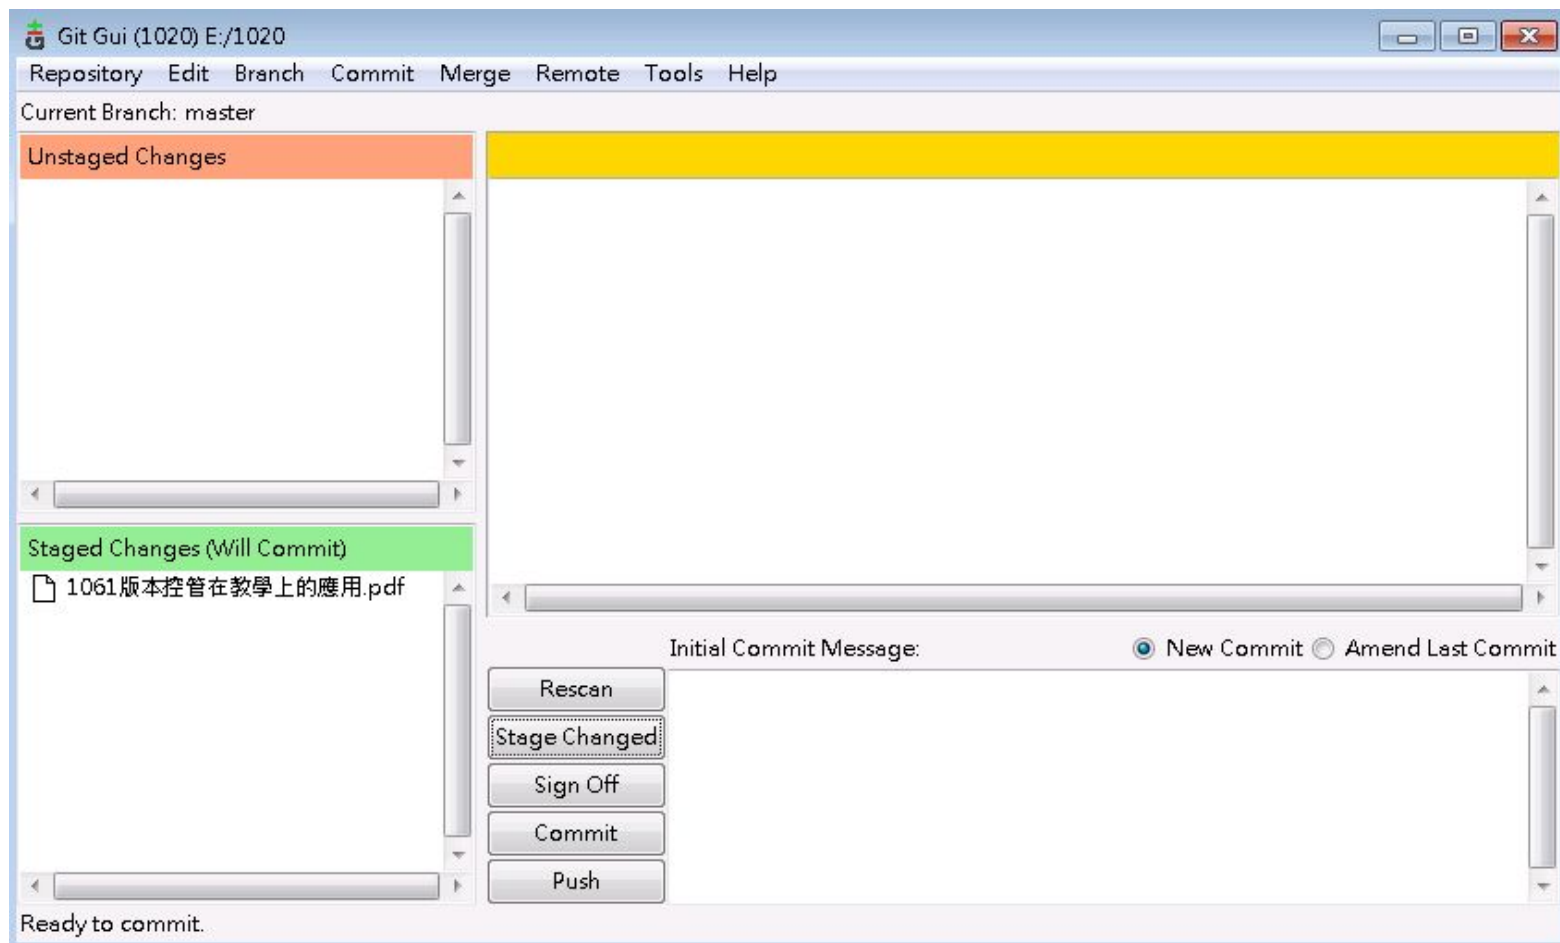 Git Gui (1020) E:/1020
Repository Edit Branch Commit Merge Remote Tools Help
Current Branch: master
Unstaged Changes
Staged Changes (Will Commit)
1061版本控管在教學上的應用.pdf
Initial Commit Message:
New Commit Amend Last Commit
Rescan
Stage Changed
Sign Off
Commit
Push
Ready to commit.